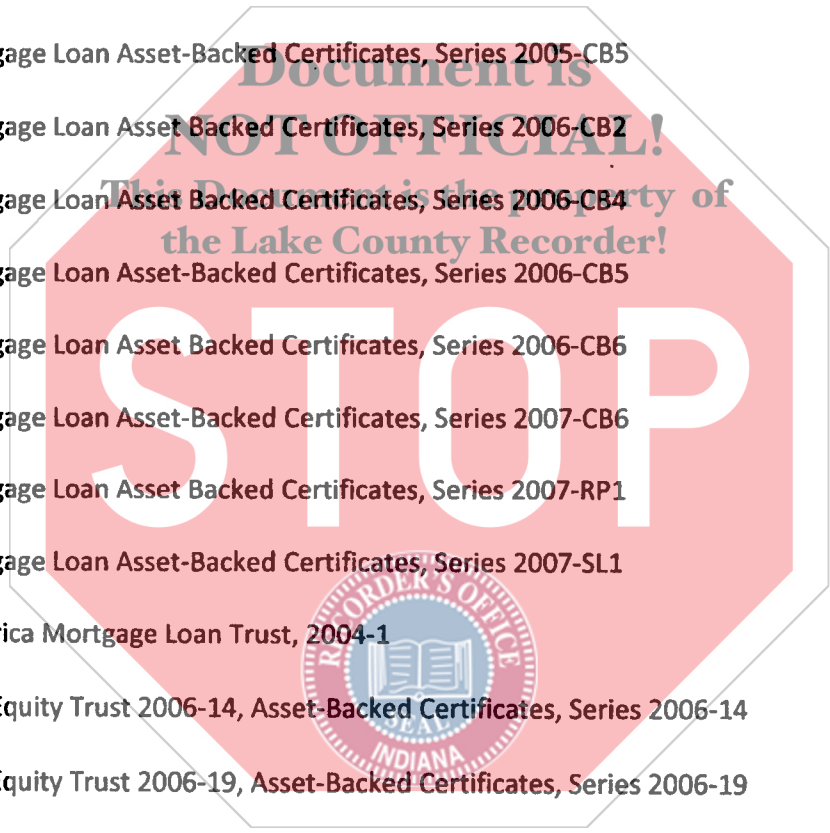 gage Loan Asset-Backed Certificates, Series 2005-CB5
Document is
gage Loan Asset Backed Certificates, Series 2006-CB2
NOT OFFICIAL!
gage Loan Asset Backed Certificates, Series 2006-CB4
This Document is the property of
the Lake County Recorder!
gage Loan Asset-Backed Certificates, Series 2006-CB5
gage Loan Asset Backed Certificates, Series 2006-CB6
STOP
gage Loan Asset-Backed Certificates, Series 2007-CB6
gage Loan Asset Backed Certificates, Series 2007-RP1
gage Loan Asset-Backed Certificates, Series 2007-SL1
RECORDER'S OFFICE
rica Mortgage Loan Trust, 2004-1
Equity Trust 2006-14, Asset-Backed Certificates, Series 2006-14
SEAL
INDIANA
Equity Trust 2006-19, Asset-Backed Certificates, Series 2006-19